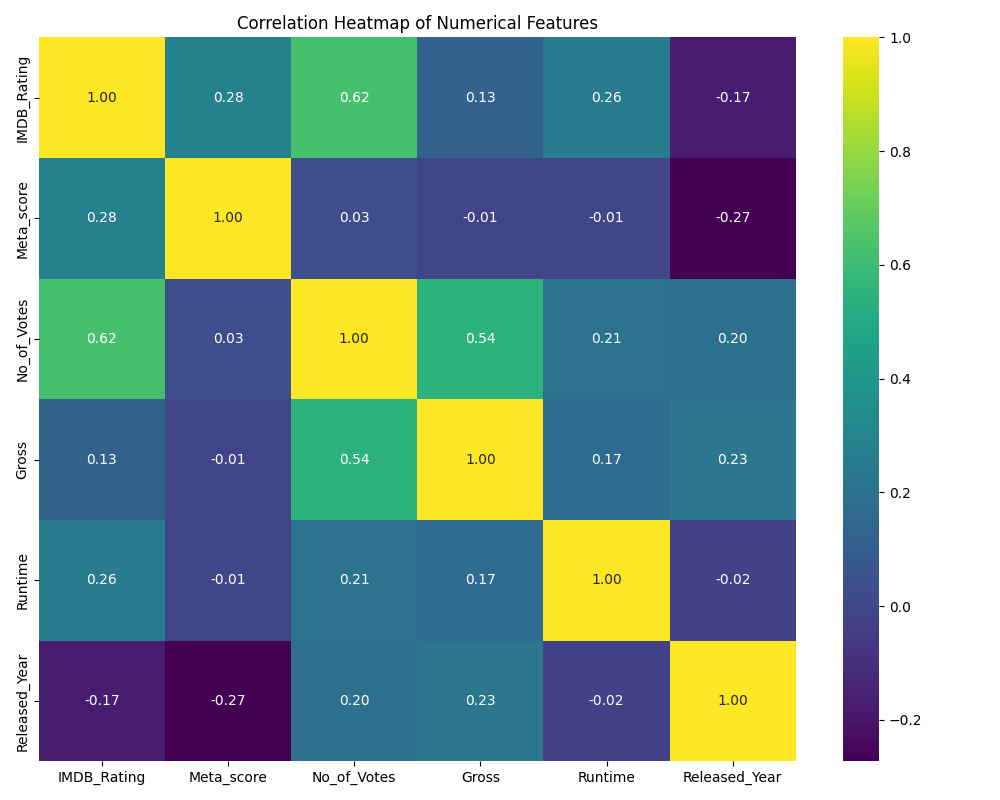 Correlation Heatmap of Numerical Features
IMDB_Rating 1.00 0.28 0.62 0.13 0.26 -0.17
Meta_score 0.28 1.00 0.03 -0.01 -0.01 -0.27
No_of_Votes 0.62 0.03 1.00 0.54 0.21 0.20
Gross 0.13 -0.01 0.54 1.00 0.17 0.23
Runtime 0.26 -0.01 0.21 0.17 1.00 -0.02
Released_Year -0.17 -0.27 0.20 0.23 -0.02 1.00
IMDB_Rating Meta_score No_of_Votes Gross Runtime Released_Year
1.0
0.8
0.6
0.4
0.2
0.0
−0.2